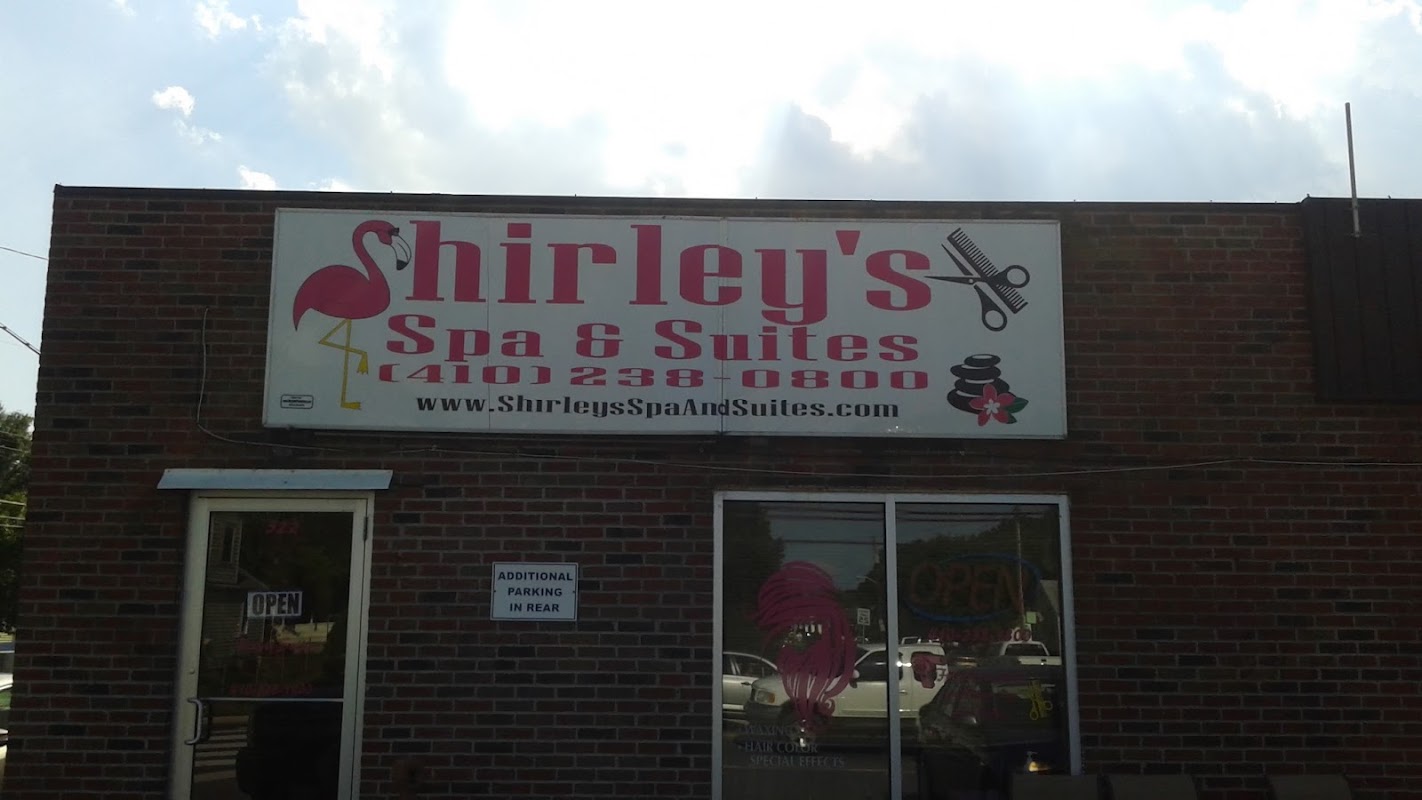 Shirley's
Spa & Suites
(410) 238-0800
www.ShirleysSpaAndSuites.com
OPEN
ADDITIONAL
PARKING
IN REAR
OPEN
WAXING
HAIR COLOR
SPECIAL EFFECTS